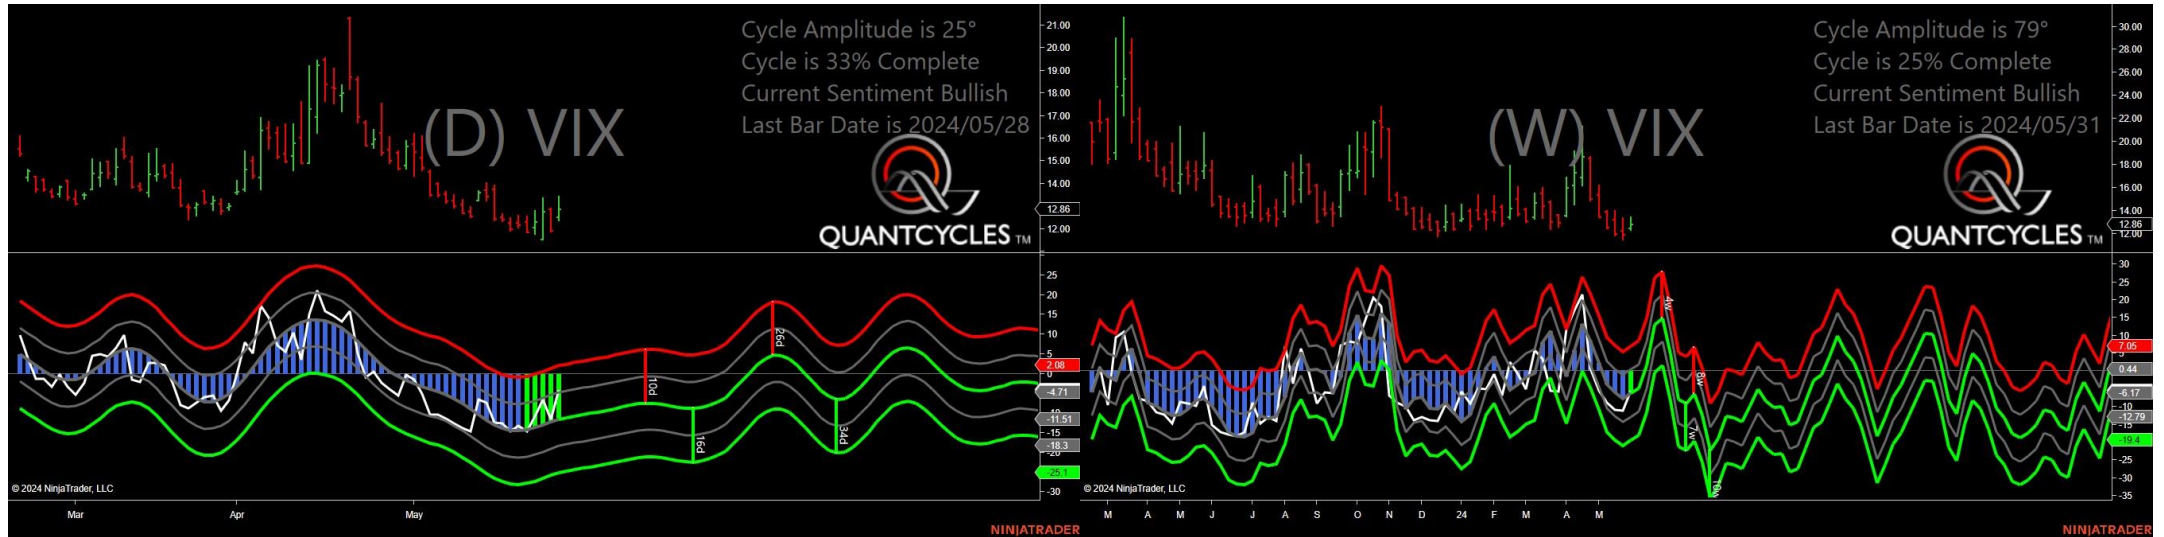 Cycle Amplitude is 25°
Cycle is 33% Complete
Current Sentiment Bullish
Last Bar Date is 2024/05/28
(D) VIX
QUANTCYCLES TM
21.00
20.00
19.00
18.00
17.00
16.00
15.00
14.00
12.86
12.00
25
20
15
10
5
2.08
0
-4.71
-11.51
-15
-18.3
-20
-25.1
-30
10d
16d
26d
34d
© 2024 NinjaTrader, LLC
Mar Apr May
NINJATRADER
Cycle Amplitude is 79°
Cycle is 25% Complete
Current Sentiment Bullish
Last Bar Date is 2024/05/31
(W) VIX
QUANTCYCLES TM
30.00
28.00
26.00
24.00
22.00
20.00
18.00
16.00
14.00
12.86
12.00
30
25
20
15
10
7.05
5
0.44
-6.17
-10
-12.79
-19.4
-25
-30
-35
4w
8w
7w
10w
© 2024 NinjaTrader, LLC
M A M J J A S O N D 24 F M A M
NINJATRADER